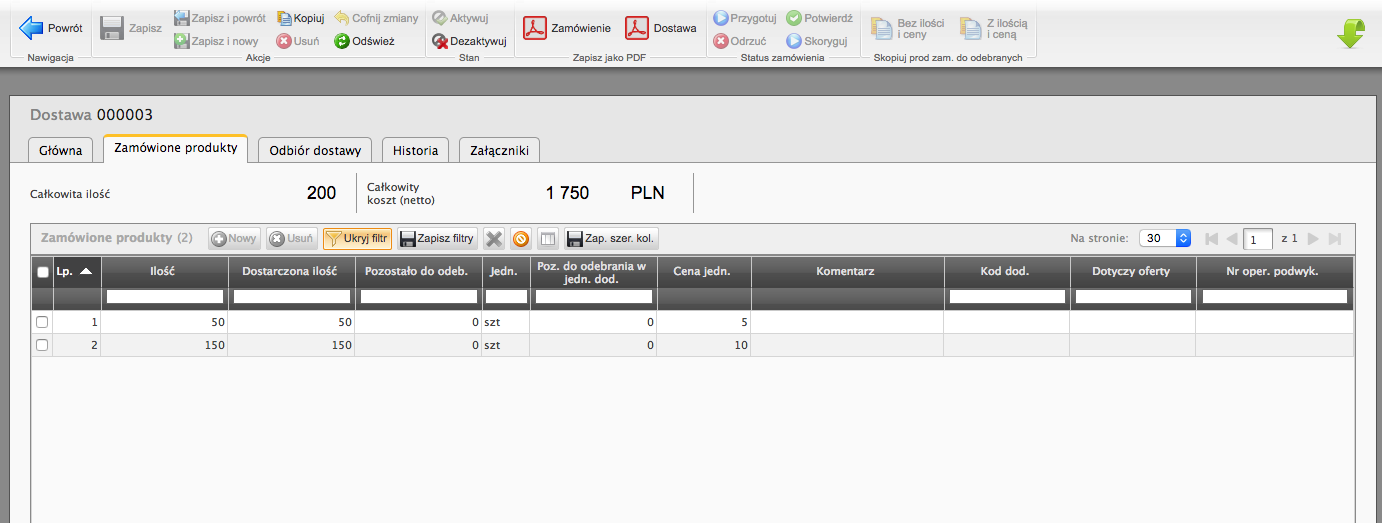 Powrót
Nawigacja
Zapisz
Zapisz i powrót
Zapisz i nowy
Kopiuj
Usuń
Cofnij zmiany
Odśwież
Akcje
Aktywuj
Dezaktywuj
Stan
Zamówienie
Dostawa
Zapisz jako PDF
Przygotuj
Potwierdź
Odrzuć
Skoryguj
Status zamówienia
Bez ilości
i ceny
Z ilością
i ceną
Skopiuj prod zam. do odebranych
Dostawa 000003
Główna
Zamówione produkty
Odbiór dostawy
Historia
Załączniki
Całkowita ilość
200
Całkowity
koszt (netto)
1 750
PLN
Zamówione produkty (2)
Nowy
Usuń
Ukryj filtr
Zapisz filtry
Zap. szer. kol.
Na stronie:
30
1
z 1
Lp.
Ilość
Dostarczona ilość
Pozostało do odeb.
Jedn.
Poz. do odebrania w
jedn. dod.
Cena jedn.
Komentarz
Kod dod.
Dotyczy oferty
Nr oper. podwyk.
1 50 50 0 szt 0 5
2 150 150 0 szt 0 10